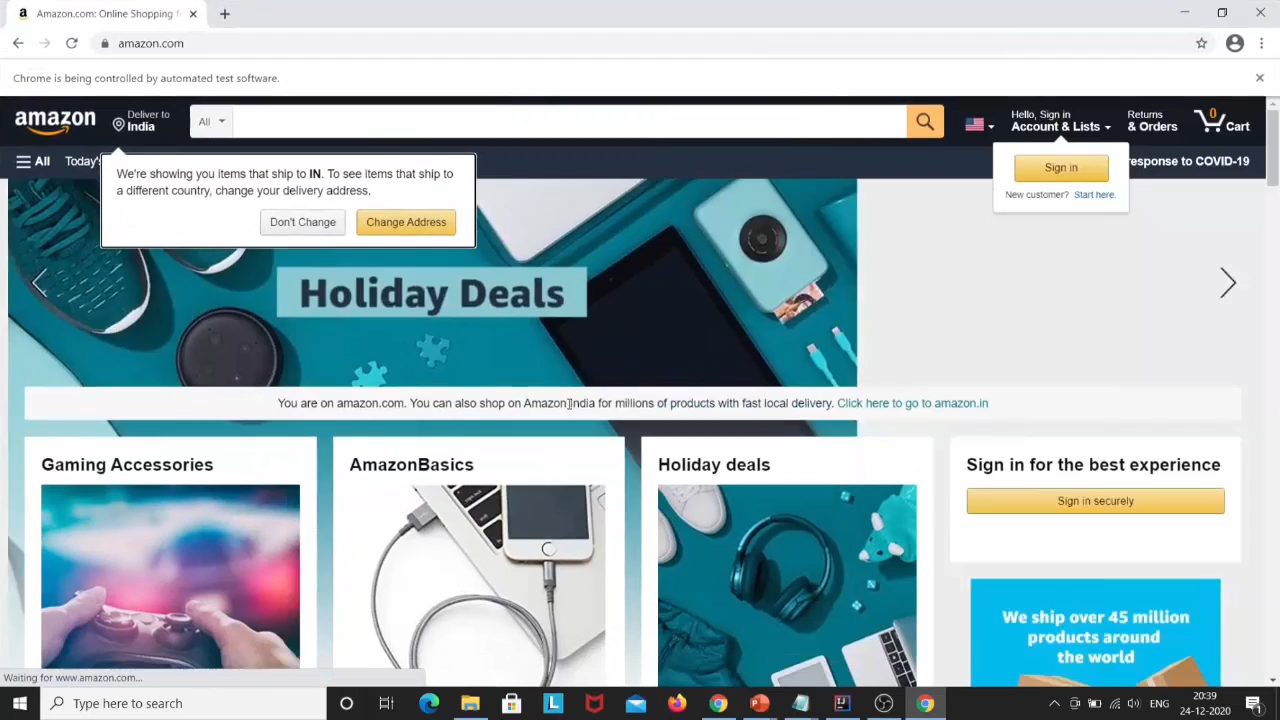 Amazon.com: Online Shopping f
amazon.com
Chrome is being controlled by automated test software.
amazon
Deliver to
India
All
Hello, Sign in
Account & Lists
Returns
& Orders
0
Cart
All
Today's
response to COVID-19
We're showing you items that ship to IN. To see items that ship to
a different country, change your delivery address.
Don't Change
Change Address
Sign in
New customer? Start here.
Holiday Deals
You are on amazon.com. You can also shop on Amazon India for millions of products with fast local delivery. Click here to go to amazon.in
Gaming Accessories
AmazonBasics
Holiday deals
Sign in for the best experience
Sign in securely
We ship over 45 million
products around
the world
Waiting for www.amazon.com...
Type here to search
ENG
20:39
24-12-2020
1